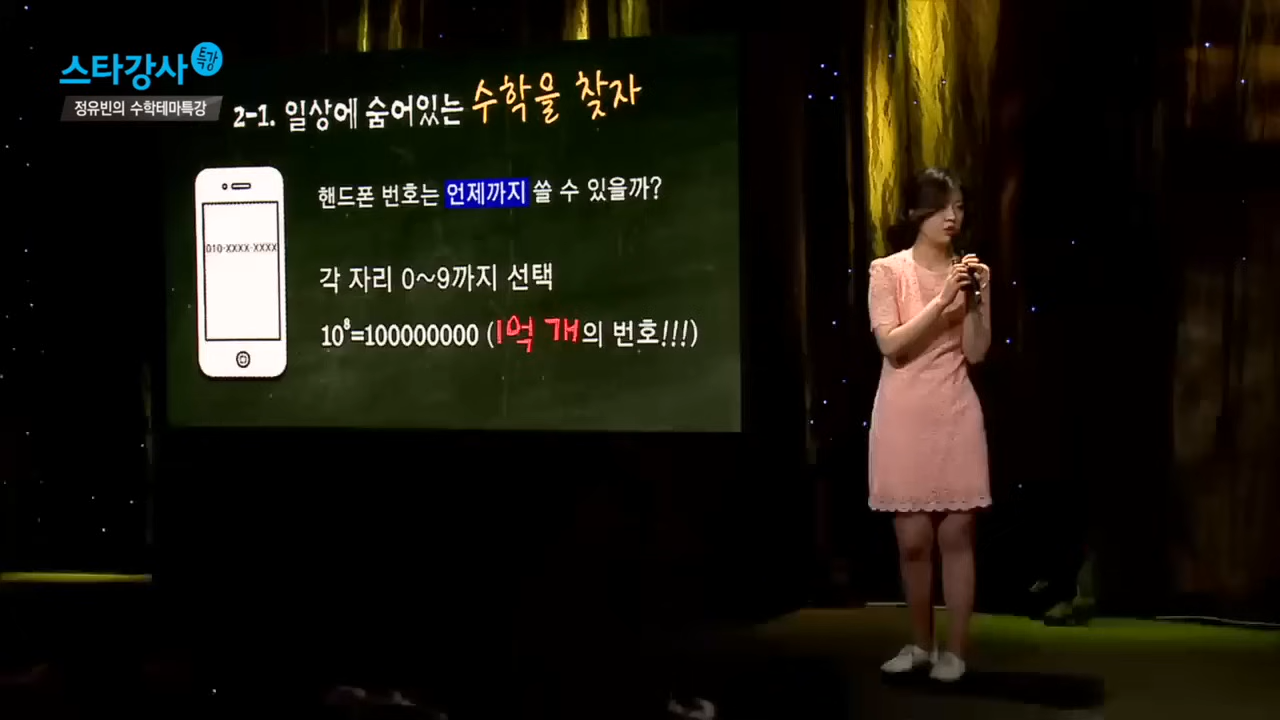 스타강사 특강
정유빈의 수학테마특강
2-1. 일상에 숨어있는 수학을 찾자
010-XXXX-XXXX
핸드폰 번호는 언제까지 쓸 수 있을까?
각 자리 0~9까지 선택
10⁸=100000000 (1억 개의 번호!!!)